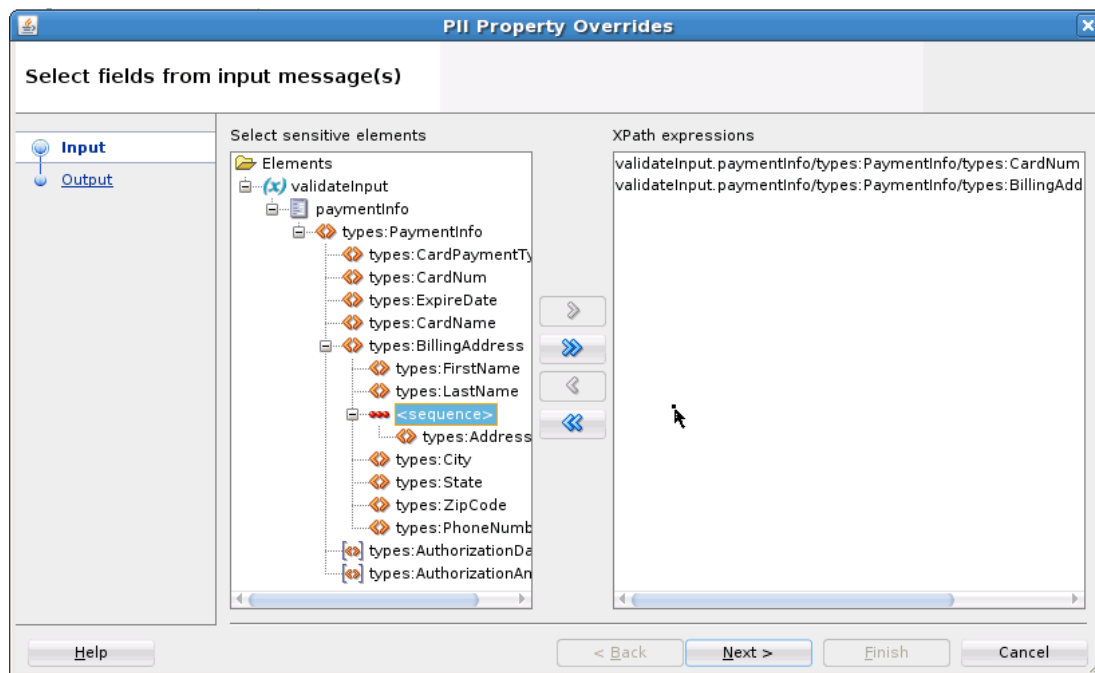 PII Property Overrides
Select fields from input message(s)
Input
Output
Select sensitive elements
Elements
(x) validateInput
paymentInfo
types:PaymentInfo
types:CardPaymentTy
types:CardNum
types:ExpireDate
types:CardName
types:BillingAddress
types:FirstName
types:LastName
<sequence>
types:Address
types:City
types:State
types:ZipCode
types:PhoneNumb
types:AuthorizationDa
types:AuthorizationAn
XPath expressions
validateInput.paymentInfo/types:PaymentInfo/types:CardNum
validateInput.paymentInfo/types:PaymentInfo/types:BillingAdd
Help
< Back
Next >
Finish
Cancel